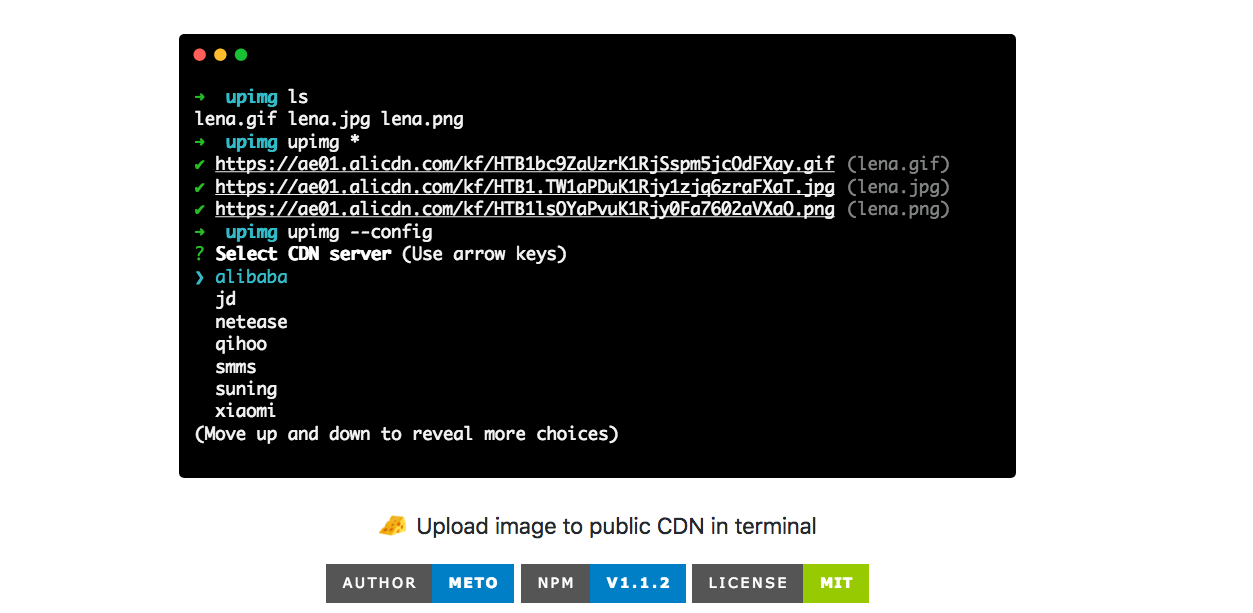 ➜ upimg ls
lena.gif lena.jpg lena.png
➜ upimg upimg *
✔ https://ae01.alicdn.com/kf/HTB1bc9ZaUzrK1RjSspm5jcOdFXay.gif (lena.gif)
✔ https://ae01.alicdn.com/kf/HTB1.TW1aPDuK1Rjy1zjq6zraFXaT.jpg (lena.jpg)
✔ https://ae01.alicdn.com/kf/HTB1lsOYaPvuK1Rjy0Fa7602aVXaO.png (lena.png)
➜ upimg upimg --config
? Select CDN server (Use arrow keys)
❯ alibaba
jd
netease
qihoo
smms
suning
xiaomi
(Move up and down to reveal more choices)
Upload image to public CDN in terminal
AUTHOR METO NPM V1.1.2 LICENSE MIT